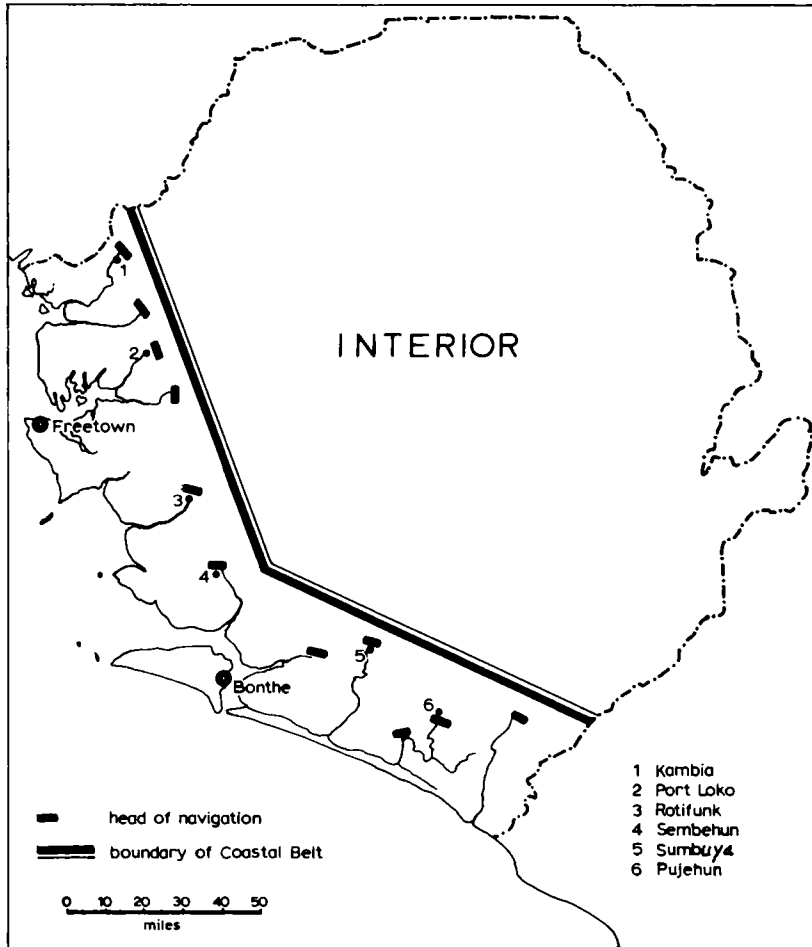 INTERIOR
1
2
Freetown
3
4
5
Bonthe
6
head of navigation
boundary of Coastal Belt
0 10 20 30 40 50
miles
1 Kambia
2 Port Loko
3 Rotifunk
4 Sembehun
5 Sumbuya
6 Pujehun